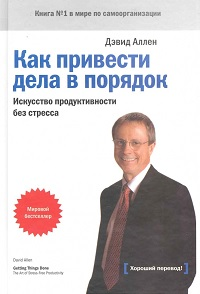 Книга №1 в мире по самоорганизации
Дэвид Аллен
Как привести
дела в порядок
Искусство продуктивности
без стресса
Мировой
бестселлер
David Allen
Getting Things Done
The Art of Stress-Free Productivity
[ Хороший перевод! ]